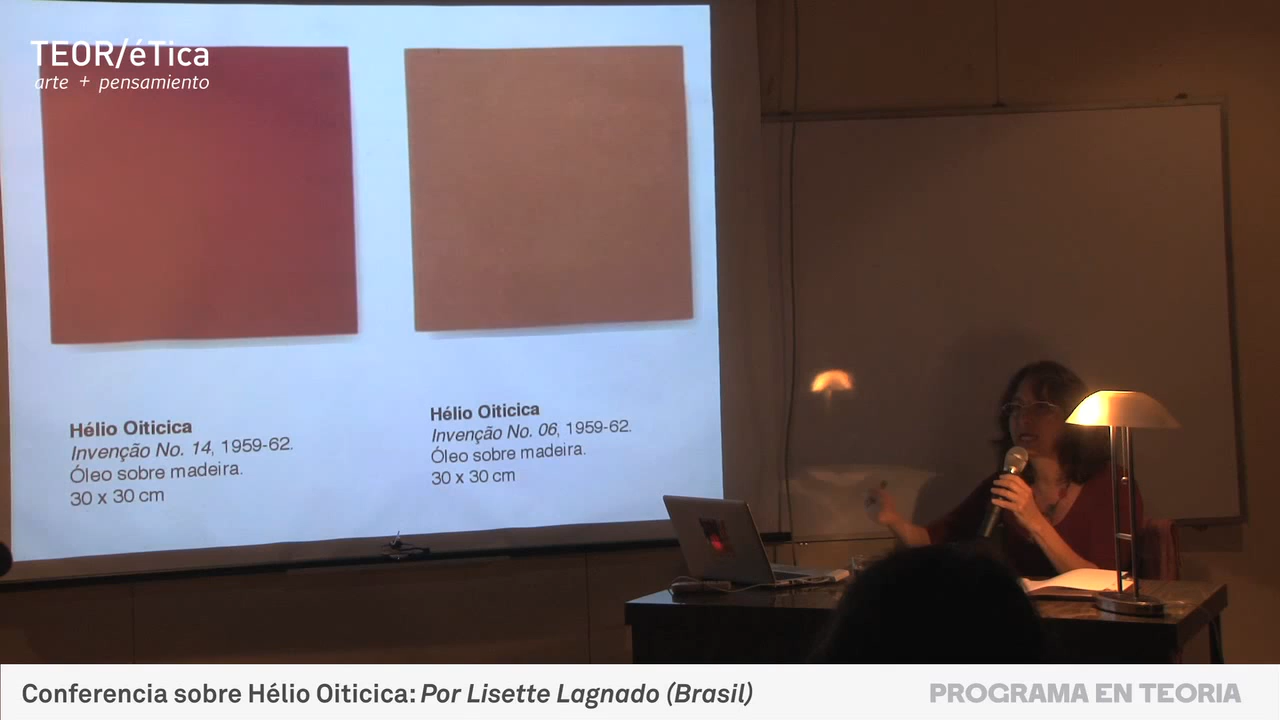 TEOR/éTica
arte + pensamiento
Hélio Oiticica
Invenção No. 14, 1959-62.
Óleo sobre madeira.
30 x 30 cm
Hélio Oiticica
Invenção No. 06, 1959-62.
Óleo sobre madeira.
30 x 30 cm
Conferencia sobre Hélio Oiticica: Por Lisette Lagnado (Brasil)
PROGRAMA EN TEORIA